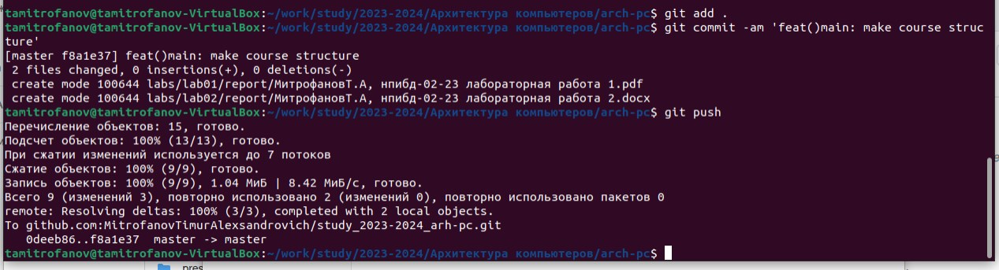 tamitrofanov@tamitrofanov-VirtualBox:~/work/study/2023-2024/Архитектура компьютеров/arch-pc$ git add .
tamitrofanov@tamitrofanov-VirtualBox:~/work/study/2023-2024/Архитектура компьютеров/arch-pc$ git commit -am 'feat()main: make course struc
ture'
[master f8a1e37] feat()main: make course structure
 2 files changed, 0 insertions(+), 0 deletions(-)
 create mode 100644 labs/lab01/report/МитрофановТ.А, нпибд-02-23 лабораторная работа 1.pdf
 create mode 100644 labs/lab02/report/МитрофановТ.А, нпибд-02-23 лабораторная работа 2.docx
tamitrofanov@tamitrofanov-VirtualBox:~/work/study/2023-2024/Архитектура компьютеров/arch-pc$ git push
Перечисление объектов: 15, готово.
Подсчет объектов: 100% (13/13), готово.
При сжатии изменений используется до 7 потоков
Сжатие объектов: 100% (9/9), готово.
Запись объектов: 100% (9/9), 1.04 МиБ | 8.42 МиБ/с, готово.
Всего 9 (изменений 3), повторно использовано 2 (изменений 0), повторно использовано пакетов 0
remote: Resolving deltas: 100% (3/3), completed with 2 local objects.
To github.com:MitrofanovTimurAlexsandrovich/study_2023-2024_arh-pc.git
   0deeb86..f8a1e37  master -> master
tamitrofanov@tamitrofanov-VirtualBox:~/work/study/2023-2024/Архитектура компьютеров/arch-pc$
pres